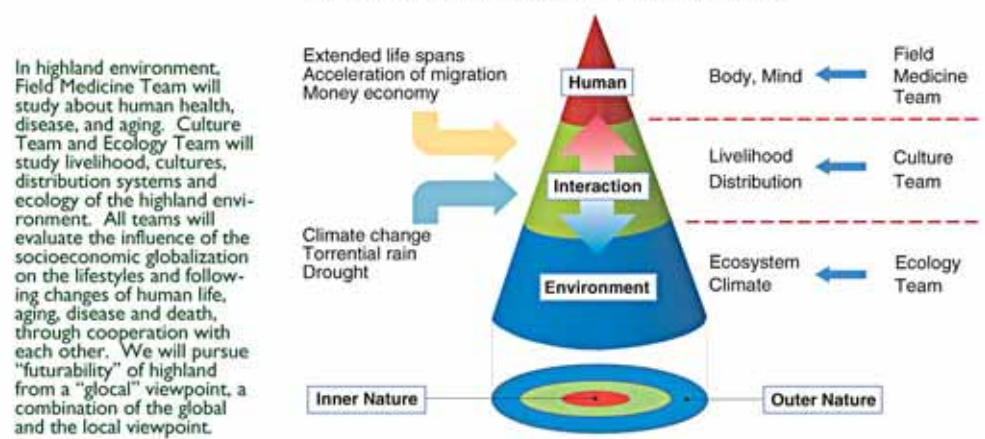 In highland environment,
Field Medicine Team will
study about human health,
disease, and aging. Culture
Team and Ecology Team will
study livelihood, cultures,
distribution systems and
ecology of the highland envi-
ronment. All teams will
evaluate the influence of the
socioeconomic globalization
on the lifestyles and follow-
ing changes of human life,
aging, disease and death,
through cooperation with
each other. We will pursue
"futurability" of highland
from a "glocal" viewpoint, a
combination of the global
and the local viewpoint.
Extended life spans
Acceleration of migration
Money economy
Climate change
Torrential rain
Drought
Human
Interaction
Environment
Body, Mind
Field
Medicine
Team
Livelihood
Distribution
Culture
Team
Ecosystem
Climate
Ecology
Team
Inner Nature
Outer Nature